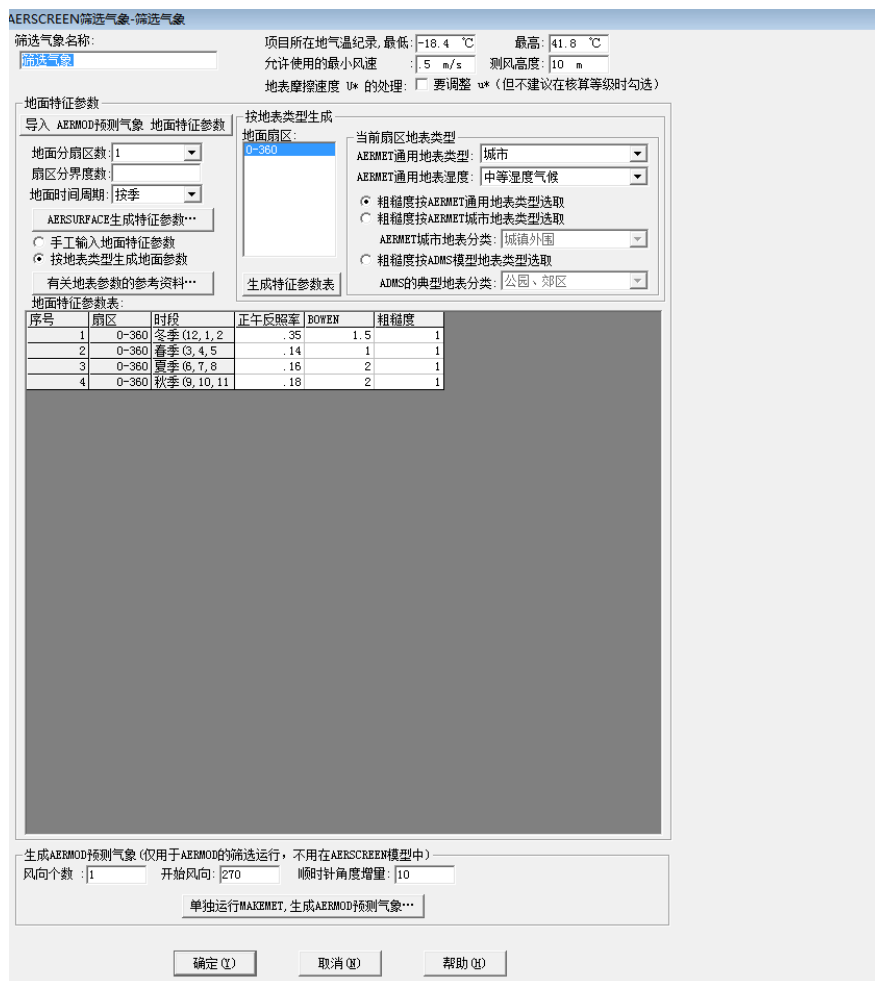 AERSCREEN筛选气象-筛选气象
筛选气象名称:
筛选气象
项目所在地气温纪录,最低: -18.4 ℃ 最高: 41.8 ℃
允许使用的最小风速 : .5 m/s 测风高度: 10 m
地表摩擦速度 U* 的处理: 要调整 u*(但不建议在核算等级时勾选)
地面特征参数
导入 AERMOD预测气象 地面特征参数
地面分扇区数: 1
扇区分界度数:
地面时间周期: 按季
AERSURFACE生成特征参数…
手工输入地面特征参数
按地表类型生成地面参数
有关地表参数的参考资料…
按地表类型生成
地面扇区:
0-360
生成特征参数表
当前扇区地表类型
AERMET通用地表类型: 城市
AERMET通用地表湿度: 中等湿度气候
粗糙度按AERMET通用地表类型选取
粗糙度按AERMET城市地表类型选取
AERMET城市地表分类: 城镇外围
粗糙度按ADMS模型地表类型选取
ADMS的典型地表分类: 公园、郊区
地面特征参数表:
序号 扇区 时段 正午反照率 BOWEN 粗糙度
1 0-360 冬季(12,1,2 .35 1.5 1
2 0-360 春季(3,4,5 .14 1 1
3 0-360 夏季(6,7,8 .16 2 1
4 0-360 秋季(9,10,11 .18 2 1
生成AERMOD预测气象(仅用于AERMOD的筛选运行，不用在AERSCREEN模型中)
风向个数 : 1 开始风向: 270 顺时针角度增量: 10
单独运行MAKEMET,生成AERMOD预测气象…
确定(Y) 取消(N) 帮助(H)